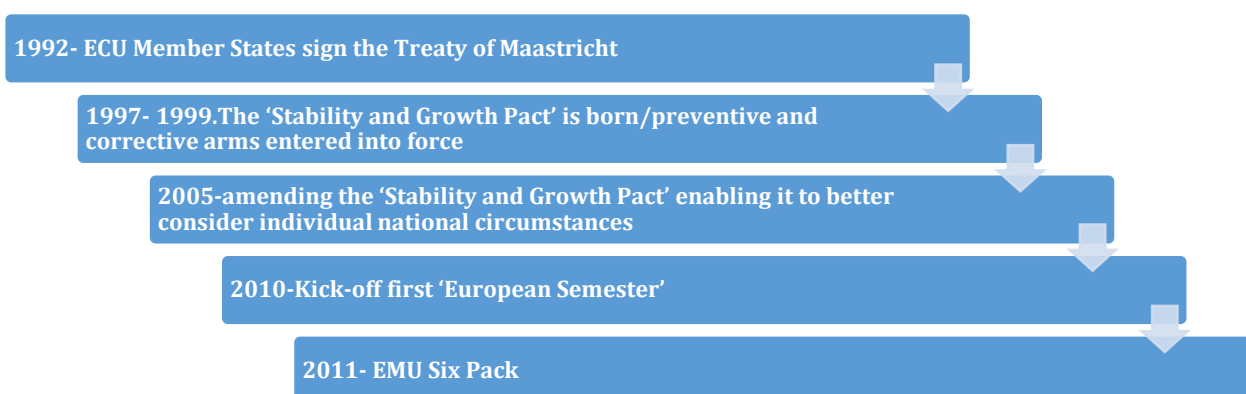 1992- ECU Member States sign the Treaty of Maastricht
1997- 1999.The ‘Stability and Growth Pact’ is born/preventive and
corrective arms entered into force
2005-amending the ‘Stability and Growth Pact’ enabling it to better
consider individual national circumstances
2010-Kick-off first ‘European Semester’
2011- EMU Six Pack